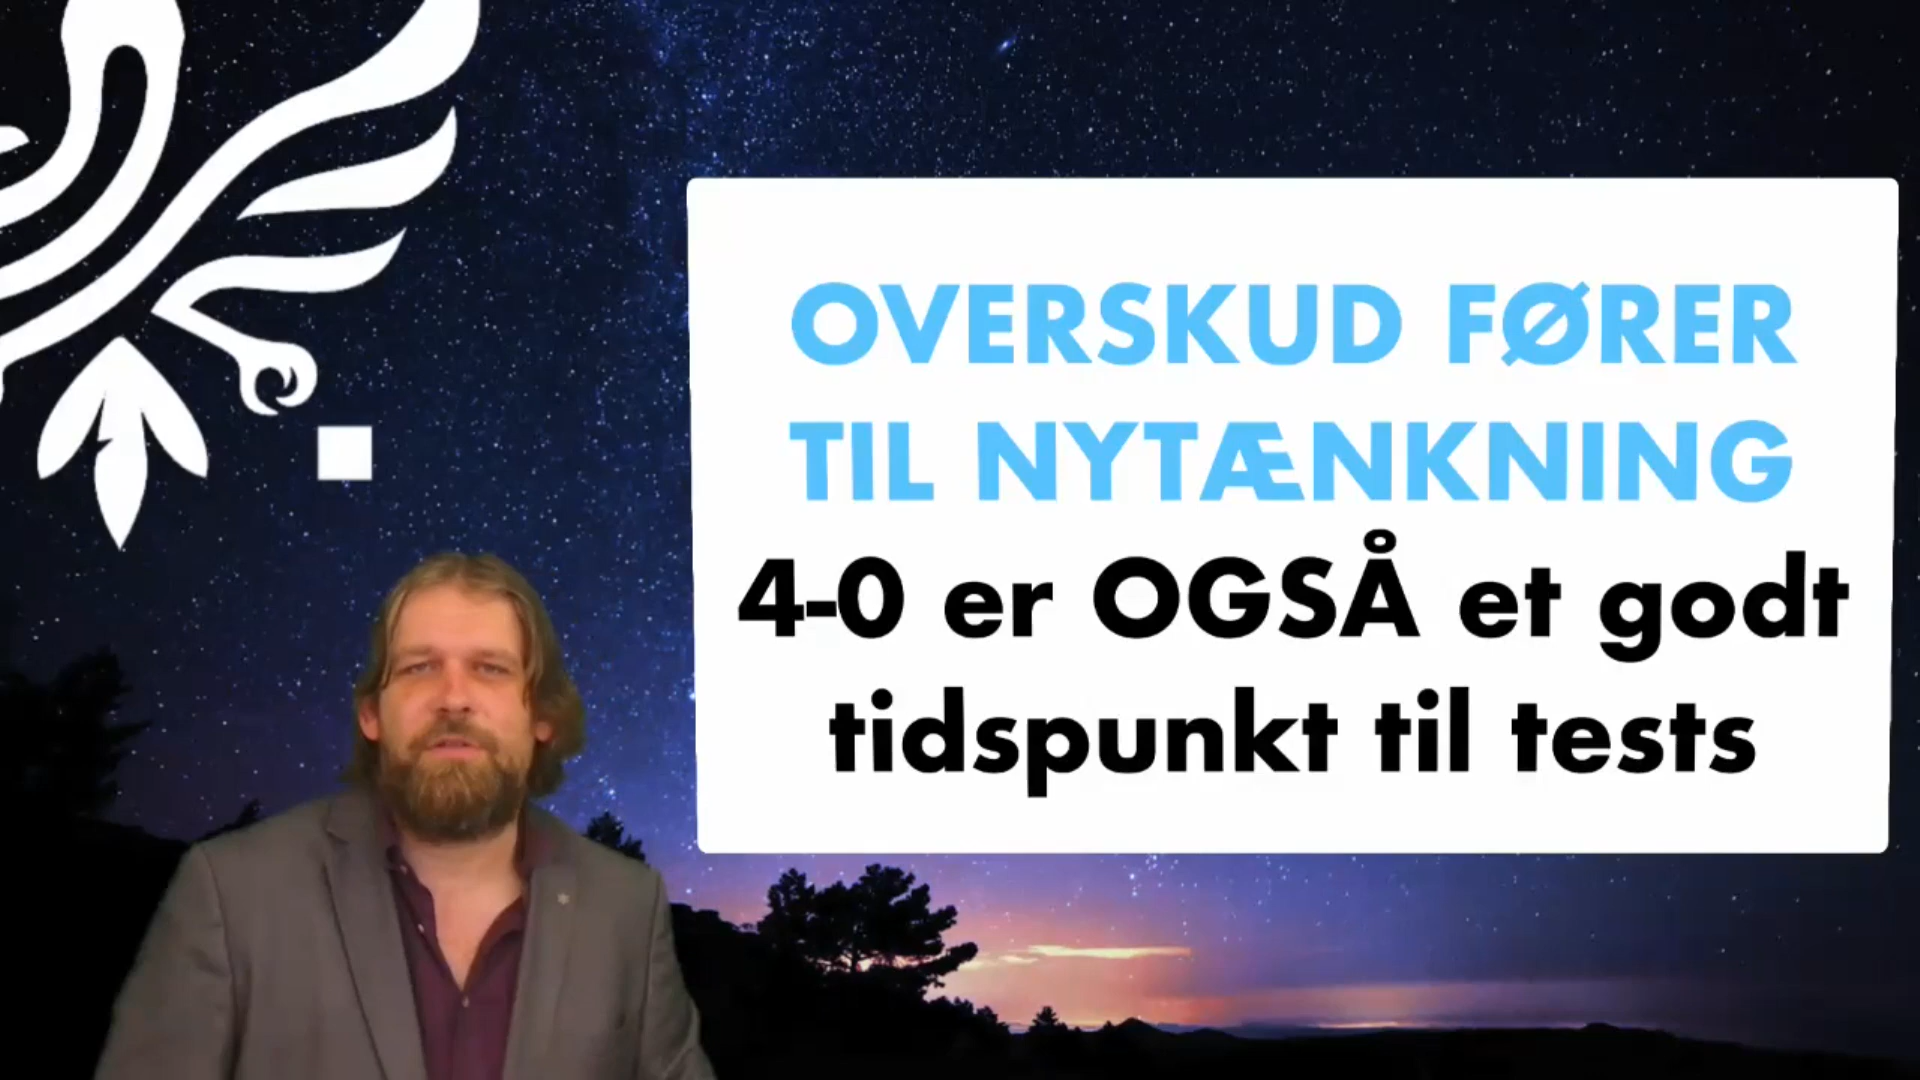 OVERSKUD FØRER
TIL NYTÆNKNING
4-0 er OGSÅ et godt
tidspunkt til tests